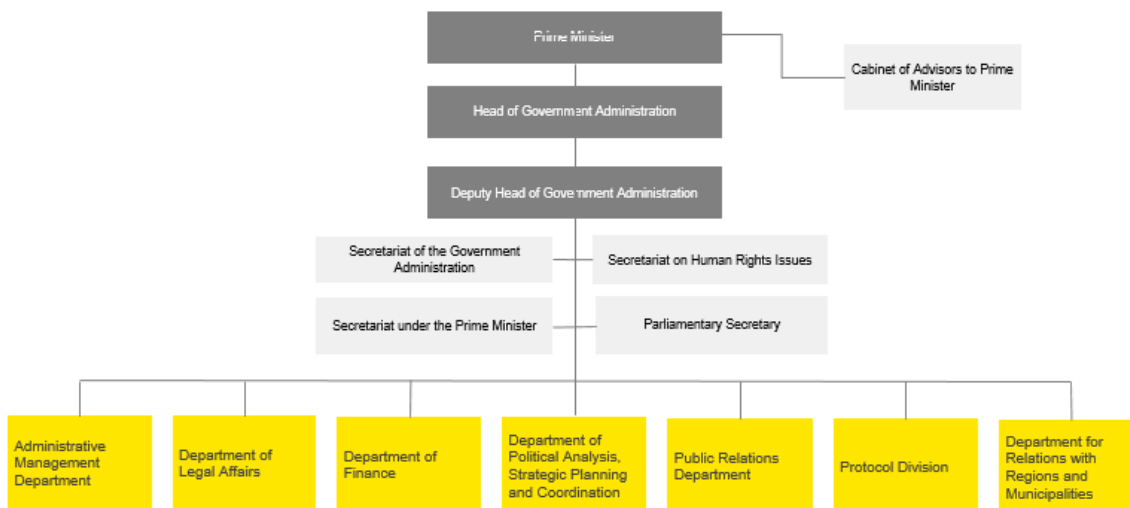 Prime Minister
Cabinet of Advisors to Prime
Minister
Head of Government Administration
Deputy Head of Government Administration
Secretariat of the Government
Administration
Secretariat on Human Rights Issues
Secretariat under the Prime Minister
Parliamentary Secretary
Administrative
Management
Department
Department of
Legal Affairs
Department of
Finance
Department of
Political Analysis,
Strategic Planning
and Coordination
Public Relations
Department
Protocol Division
Department for
Relations with
Regions and
Municipalities